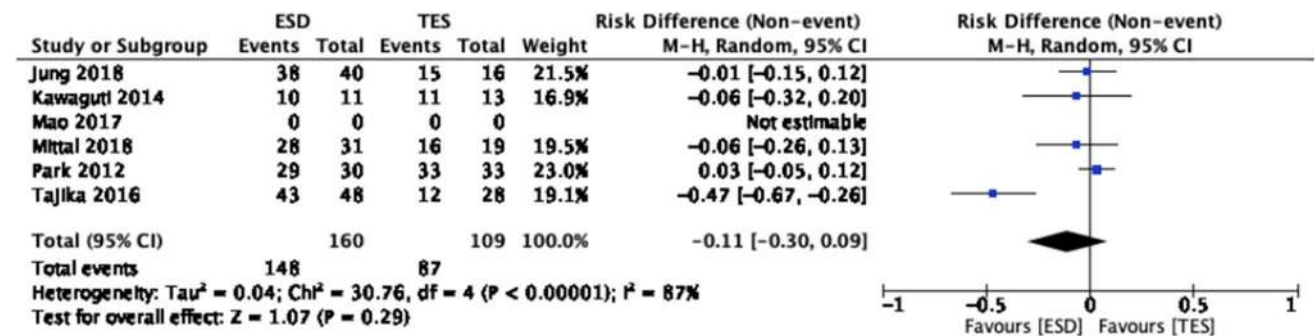 ESD TES Risk Difference (Non-event) Risk Difference (Non-event)
Study or Subgroup Events Total Events Total Weight M-H, Random, 95% CI M-H, Random, 95% CI
Jung 2018 38 40 15 16 21.5% -0.01 [-0.15, 0.12]
Kawaguti 2014 10 11 11 13 16.9% -0.06 [-0.32, 0.20]
Mao 2017 0 0 0 0 Not estimable
Mittal 2018 28 31 16 19 19.5% -0.06 [-0.26, 0.13]
Park 2012 29 30 33 33 23.0% 0.03 [-0.05, 0.12]
Tajika 2016 43 48 12 28 19.1% -0.47 [-0.67, -0.26]
Total (95% CI) 160 109 100.0% -0.11 [-0.30, 0.09]
Total events 148 87
Heterogeneity: Tau² = 0.04; Chi² = 30.76, df = 4 (P < 0.00001); I² = 87%
Test for overall effect: Z = 1.07 (P = 0.29)
-1 -0.5 0 0.5 1
Favours [ESD] Favours [TES]